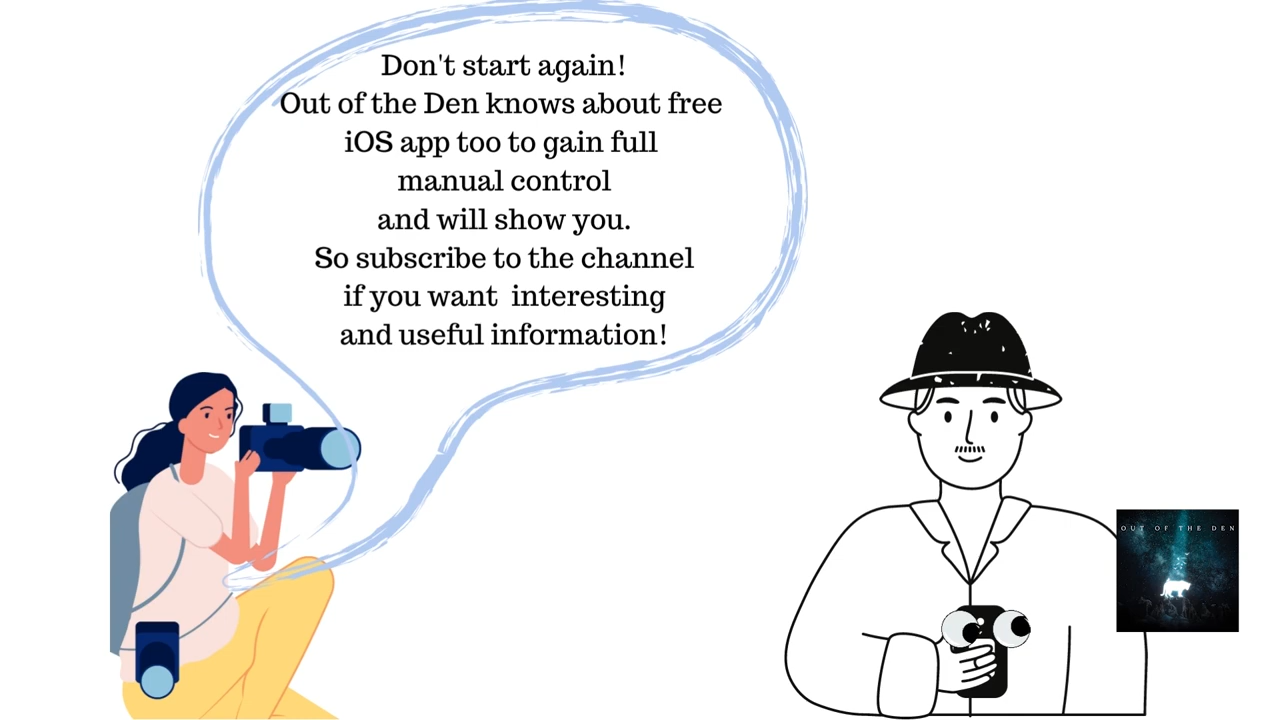 Don't start again!
Out of the Den knows about free
iOS app too to gain full
manual control
and will show you.
So subscribe to the channel
if you want  interesting
and useful information!
OUT OF THE DEN